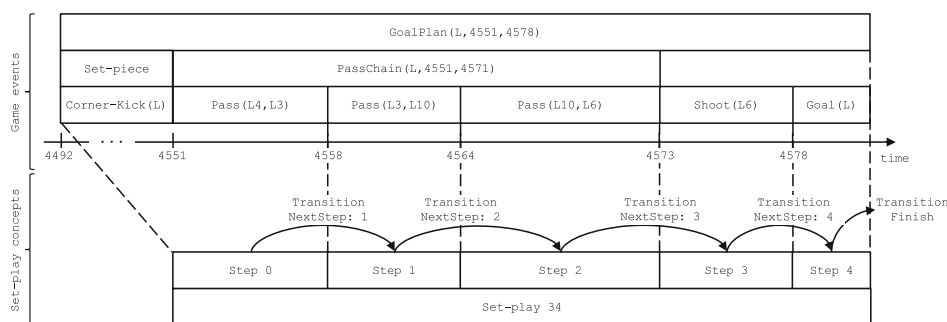 GoalPlan(L,4551,4578)
Set-piece
PassChain(L,4551,4571)
Corner-Kick(L)
Pass(L4,L3)
Pass(L3,L10)
Pass(L10,L6)
Shoot(L6)
Goal(L)
Game events
4492
...
4551
4558
4564
4573
4578
time
Transition
NextStep: 1
Transition
NextStep: 2
Transition
NextStep: 3
Transition
NextStep: 4
Transition
Finish
Set-play concepts
Step 0
Step 1
Step 2
Step 3
Step 4
Set-play 34